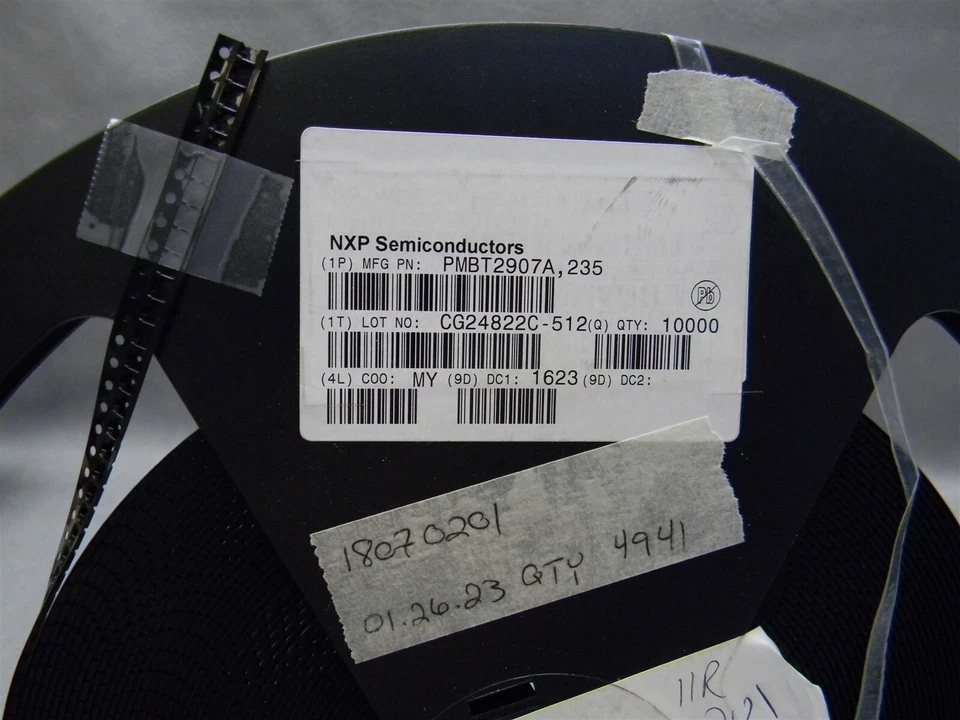 NXP Semiconductors
(1P) MFG PN: PMBT2907A,235
Pb
(1T) LOT NO: CG24822C-512(Q) QTY: 10000
(4L) COO: MY (9D) DC1: 1623(9D) DC2:
18070201
01.26.23 QTY 4941
11R